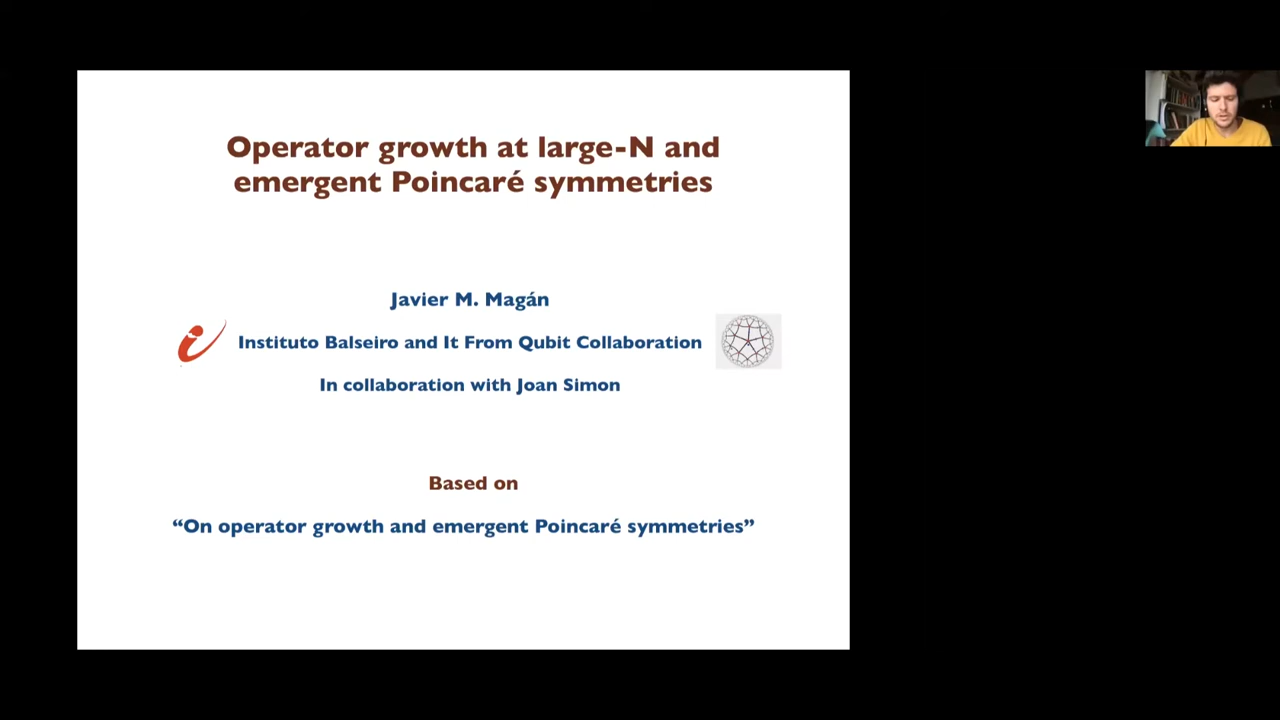 Operator growth at large-N and
emergent Poincaré symmetries
Javier M. Magán
Instituto Balseiro and It From Qubit Collaboration
In collaboration with Joan Simon
Based on
“On operator growth and emergent Poincaré symmetries”